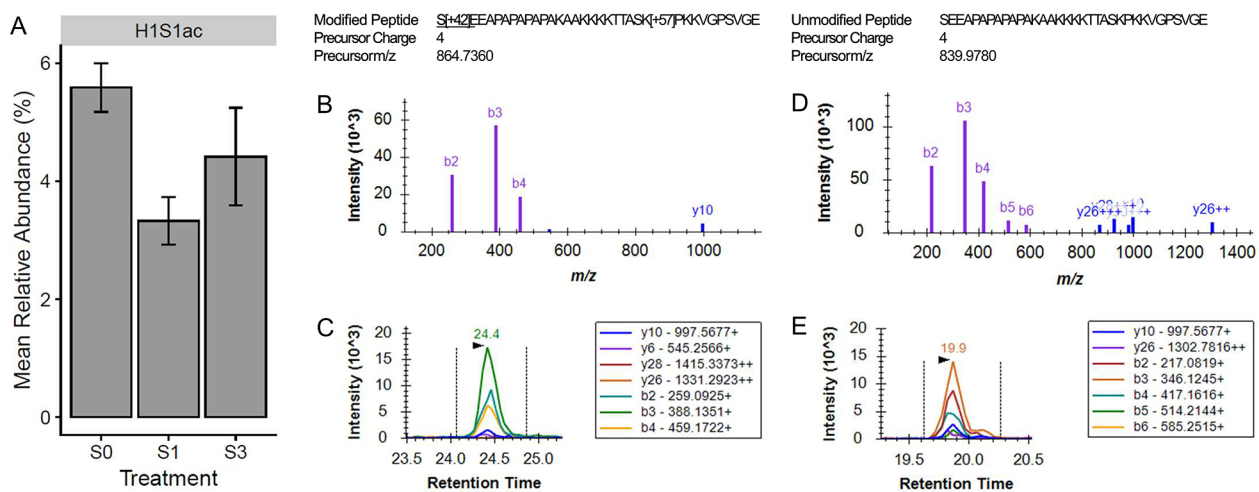 A
H1S1ac
Mean Relative Abundance (%)
6
4
2
0
S0 S1 S3
Treatment
Modified Peptide S[+42]EEAPAPAPAPAKAAKKKKTTASK[+57]PKKVGPSVGE
Precursor Charge 4
Precursorm/z 864.7360
Unmodified Peptide SEEAPAPAPAPAKAAKKKKTTASKPKKVGPSVGE
Precursor Charge 4
Precursorm/z 839.9780
B
Intensity (10^3)
60
40
20
0
b2 b3 b4 y10
200 400 600 800 1000
m/z
D
Intensity (10^3)
100
50
0
b2 b3 b4 b5 b6 y26++
200 400 600 800 1000 1200 1400
m/z
C
Intensity (10^3)
20
15
10
5
0
24.4
23.5 24.0 24.5 25.0
Retention Time
y10 - 997.5677+
y6 - 545.2566+
y28 - 1415.3373++
y26 - 1331.2923++
b2 - 259.0925+
b3 - 388.1351+
b4 - 459.1722+
E
Intensity (10^3)
20
15
10
5
0
19.9
19.5 20.0 20.5
Retention Time
y10 - 997.5677+
y26 - 1302.7816++
b2 - 217.0819+
b3 - 346.1245+
b4 - 417.1616+
b5 - 514.2144+
b6 - 585.2515+